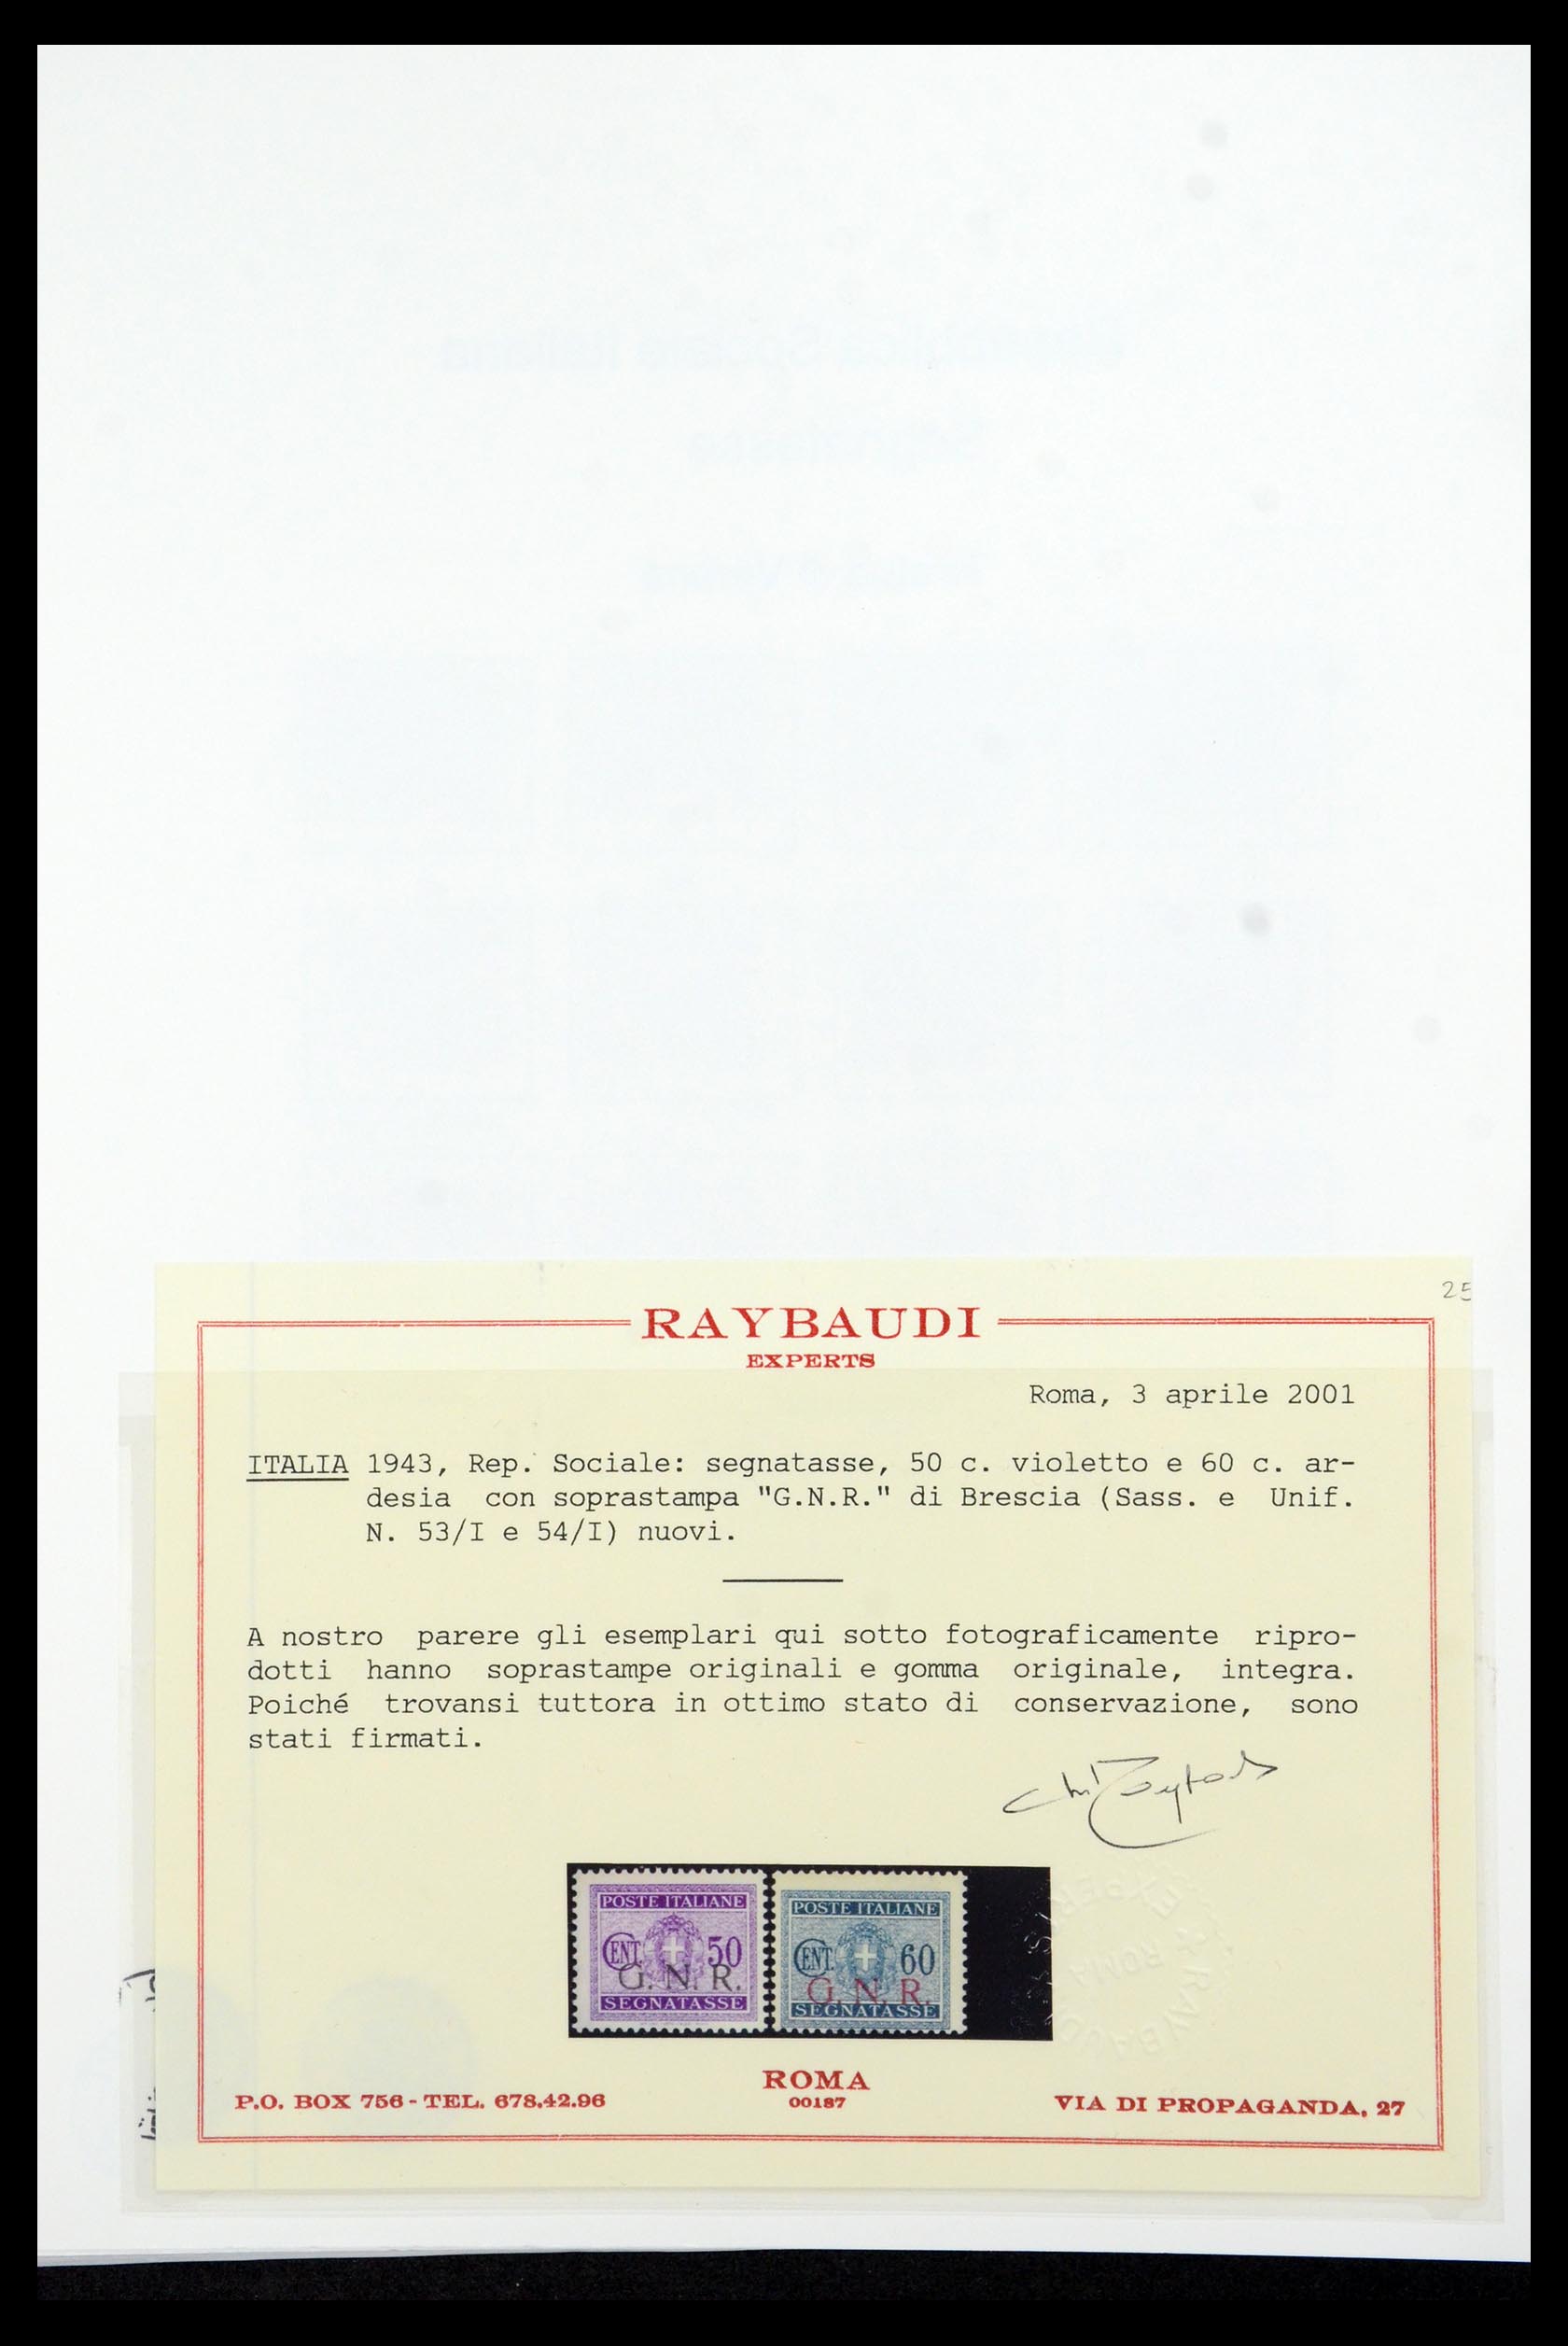 25
RAYBAUDI
EXPERTS
Roma, 3 aprile 2001
ITALIA 1943, Rep. Sociale: segnatasse, 50 c. violetto e 60 c. ar-
desia con soprastampa "G.N.R." di Brescia (Sass. e Unif.
N. 53/I e 54/I) nuovi.
A nostro parere gli esemplari qui sotto fotograficamente ripro-
dotti hanno soprastampe originali e gomma originale, integra.
Poiché trovansi tuttora in ottimo stato di conservazione, sono
stati firmati.
POSTE ITALIANE
CENT. 50
G. N. R.
SEGNATASSE
POSTE ITALIANE
CENT. 60
G. N. R.
SEGNATASSE
ROMA
00187
P.O. BOX 756 - TEL. 678.42.96
VIA DI PROPAGANDA, 27